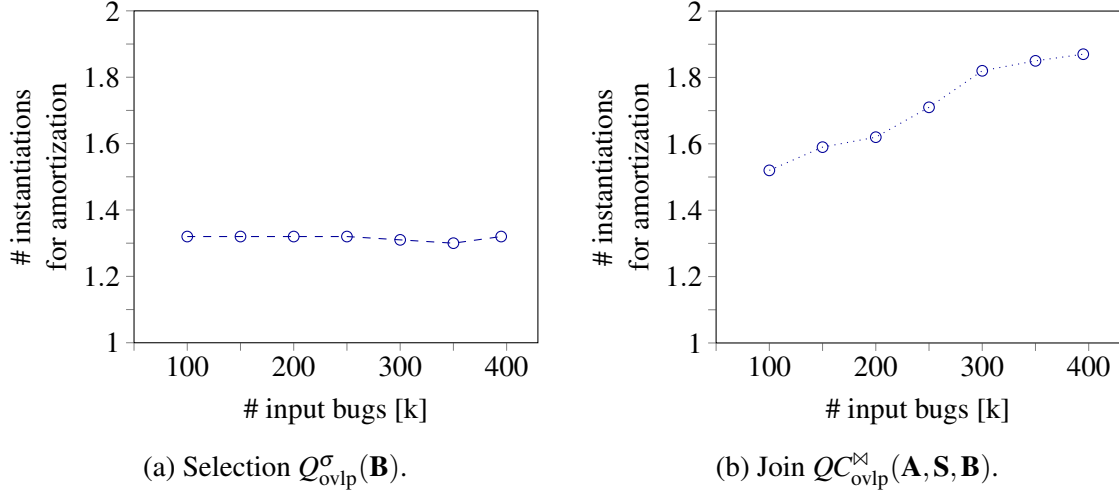 2
1.8
1.6
1.4
1.2
1
# instantiations
for amortization
100
200
300
400
# input bugs [k]
(a) Selection Q^σ_ovlp(B).
2
1.8
1.6
1.4
1.2
1
# instantiations
for amortization
100
200
300
400
# input bugs [k]
(b) Join QC^⋈_ovlp(A, S, B).